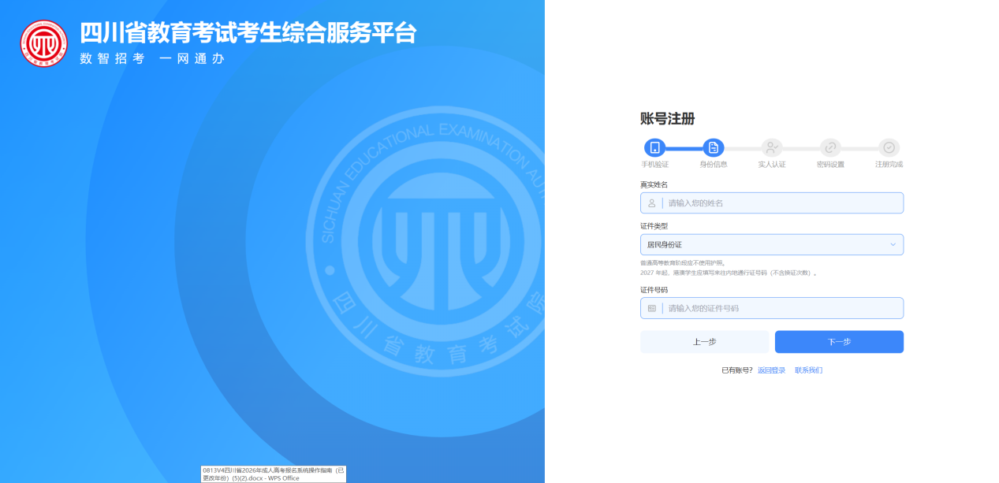 四川省教育考试考生综合服务平台
数智招考 一网通办
SICHUAN EDUCATIONAL EXAMINATION AUT
四川省教育考试院
账号注册
手机验证 身份信息 实人认证 密码设置 注册完成
真实姓名
请输入您的姓名
证件类型
居民身份证
普通高等教育阶段应不使用护照。
2027 年起，港澳学生应填写来往内地通行证号码（不含换证次数）。
证件号码
请输入您的证件号码
上一步 下一步
已有账号? 返回登录 联系我们
0813V4四川省2026年成人高考报名系统操作指南（已
更改年份）(5)(2).docx - WPS Office